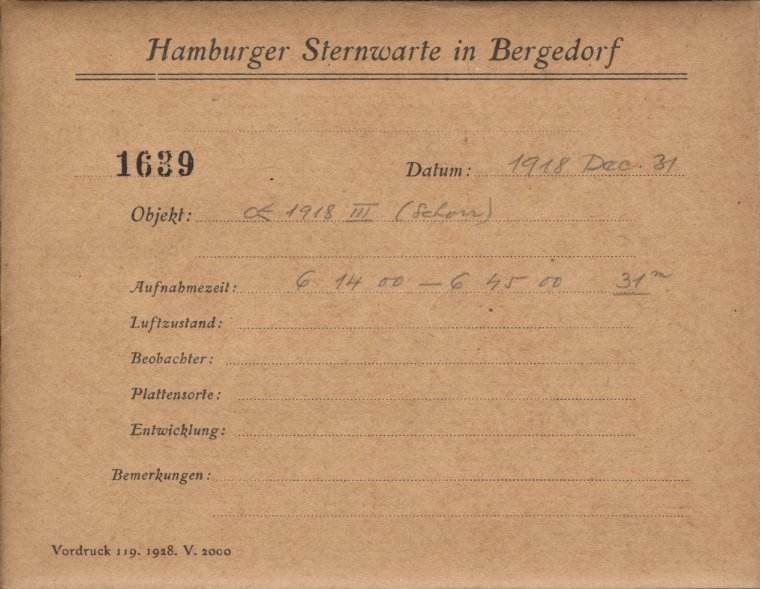 Hamburger Sternwarte in Bergedorf
1639 Datum: 1918 Dec. 31
Objekt: ☄ 1918 III (Schorr)
Aufnahmezeit: 6 14 00 — 6 45 00 31ᵐ
Luftzustand:
Beobachter:
Plattensorte:
Entwicklung:
Bemerkungen:
Vordruck 119. 1928. V. 2000